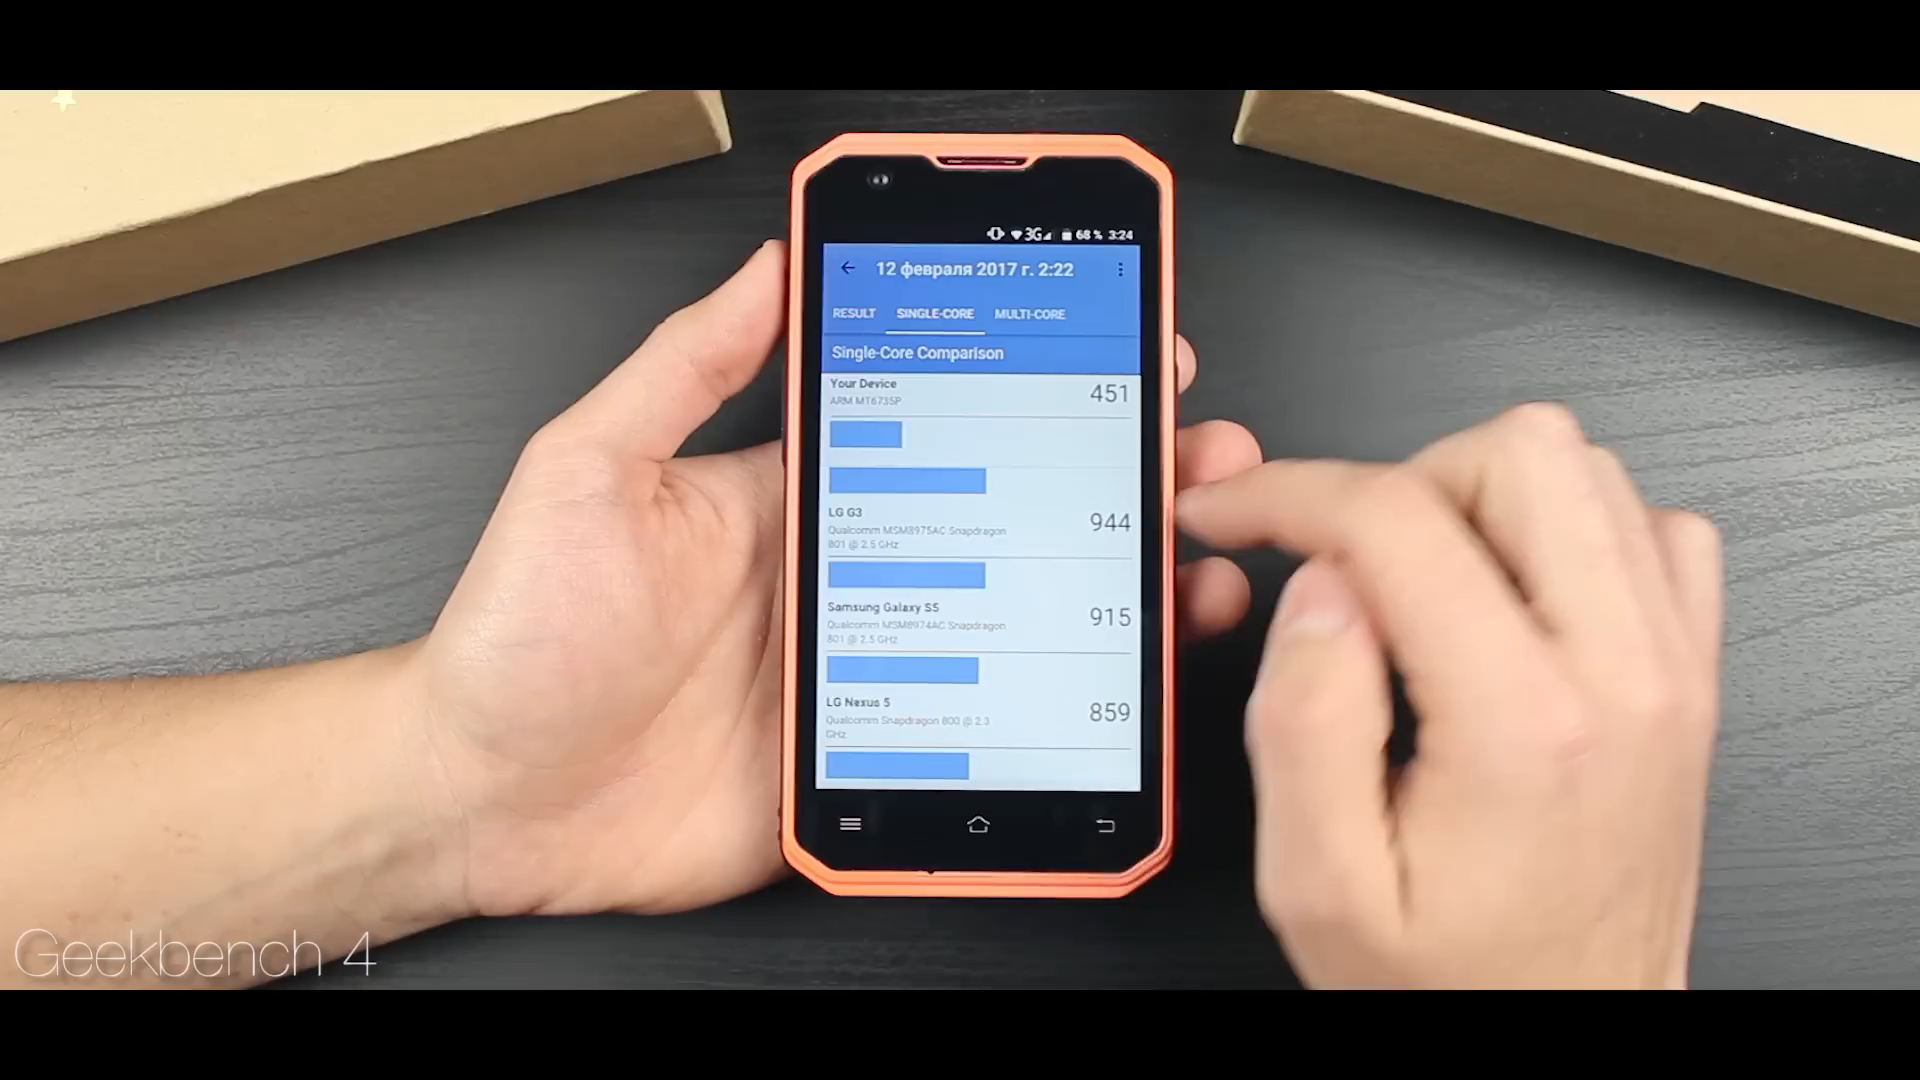 3G 68 % 3:24
12 февраля 2017 г. 2:22
RESULT SINGLE-CORE MULTI-CORE
Single-Core Comparison
Your Device 451
ARM MT6735P
LG G3 944
Qualcomm MSM8975AC Snapdragon
801 @ 2.5 GHz
Samsung Galaxy S5 915
Qualcomm MSM8974AC Snapdragon
801 @ 2.5 GHz
LG Nexus 5 859
Qualcomm Snapdragon 800 @ 2.3
GHz
Geekbench 4